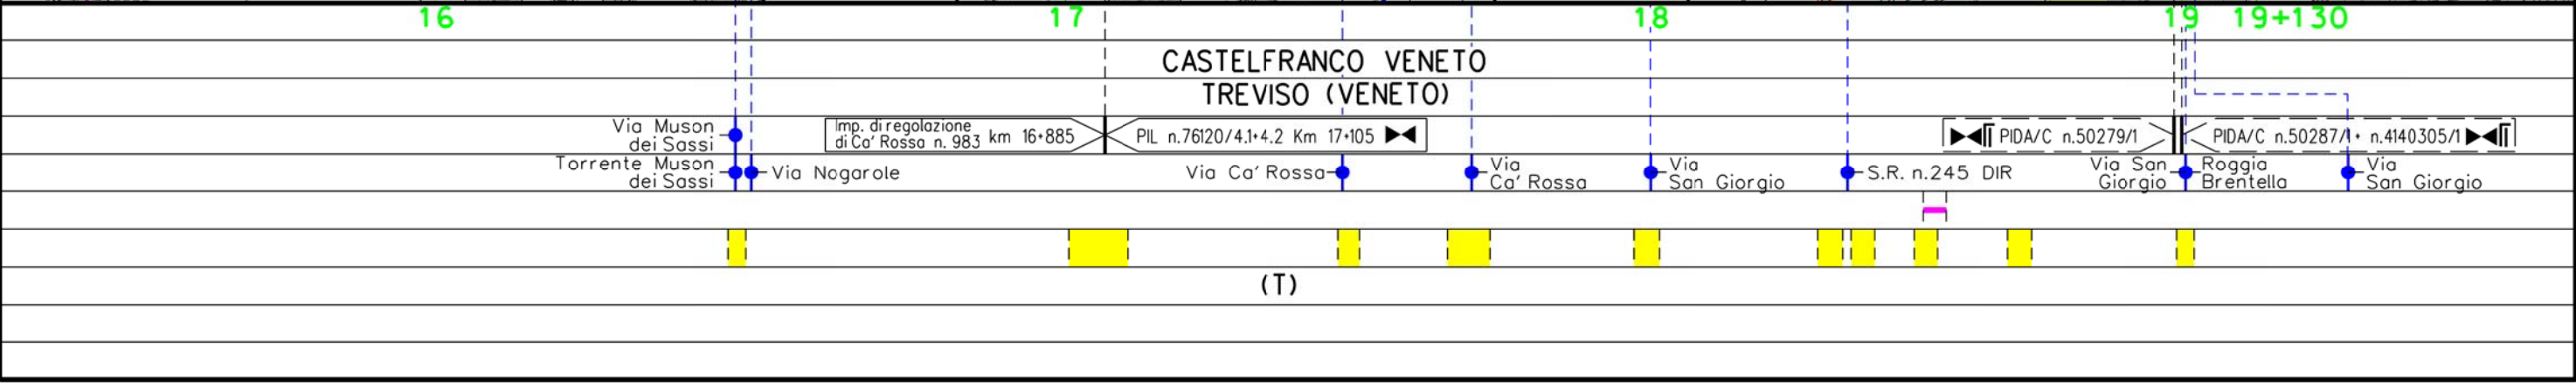 16 17 18 19 19+130
CASTELFRANCO VENETO
TREVISO (VENETO)
Via Muson
dei Sassi
Imp. di regolazione
di Ca' Rossa n. 983 km 16+885
PIL n.76120/4.1+4.2 Km 17+105
PIDA/C n.50279/1
PIDA/C n.50287/1+ n.4140305/1
Torrente Muson
dei Sassi
Via Nogarole
Via Ca' Rossa
Via
Ca' Rossa
Via
San Giorgio
S.R. n.245 DIR
Via San
Giorgio
Roggia
Brentella
Via
San Giorgio
(T)